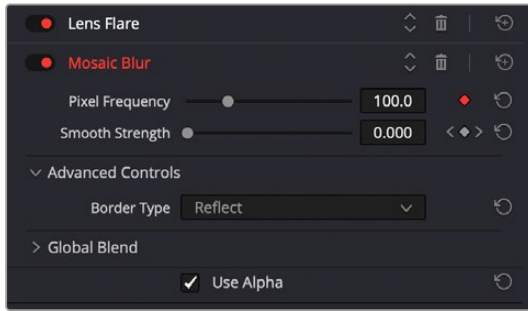 Lens Flare
Mosaic Blur
Pixel Frequency 100.0
Smooth Strength 0.000
Advanced Controls
Border Type Reflect
Global Blend
Use Alpha